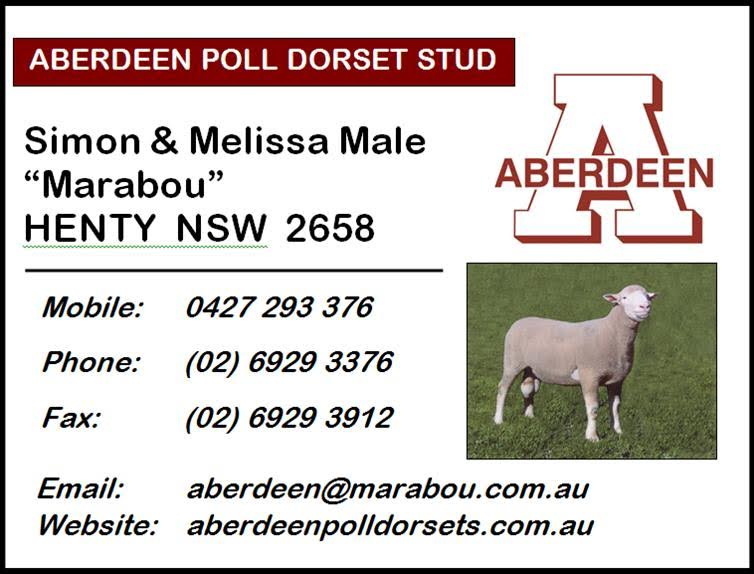 ABERDEEN POLL DORSET STUD
Simon & Melissa Male
“Marabou”
HENTY NSW 2658
A
ABERDEEN
Mobile: 0427 293 376
Phone: (02) 6929 3376
Fax: (02) 6929 3912
Email: aberdeen@marabou.com.au
Website: aberdeenpolldorsets.com.au